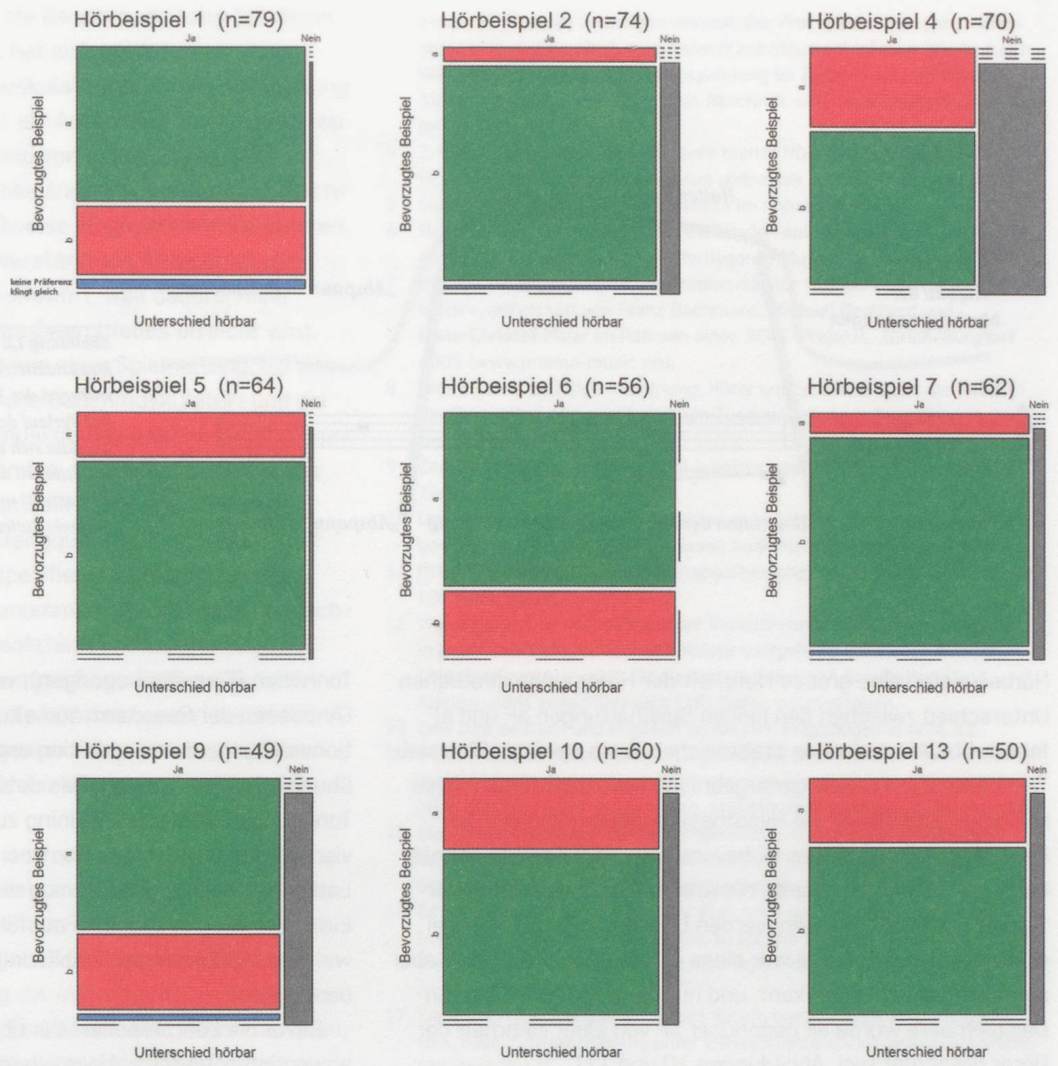 Hörbeispiel 1 (n=79)
Ja
Nein
Bevorzugtes Beispiel
a
b
keine Präferenz
klingt gleich
Unterschied hörbar
Hörbeispiel 2 (n=74)
Ja
Nein
Bevorzugtes Beispiel
a
b
Unterschied hörbar
Hörbeispiel 4 (n=70)
Ja
Nein
Bevorzugtes Beispiel
a
b
Unterschied hörbar
Hörbeispiel 5 (n=64)
Ja
Nein
Bevorzugtes Beispiel
a
b
Unterschied hörbar
Hörbeispiel 6 (n=56)
Ja
Nein
Bevorzugtes Beispiel
a
b
Unterschied hörbar
Hörbeispiel 7 (n=62)
Ja
Nein
Bevorzugtes Beispiel
a
b
Unterschied hörbar
Hörbeispiel 9 (n=49)
Ja
Nein
Bevorzugtes Beispiel
a
b
Unterschied hörbar
Hörbeispiel 10 (n=60)
Ja
Nein
Bevorzugtes Beispiel
a
b
Unterschied hörbar
Hörbeispiel 13 (n=50)
Ja
Nein
Bevorzugtes Beispiel
a
b
Unterschied hörbar